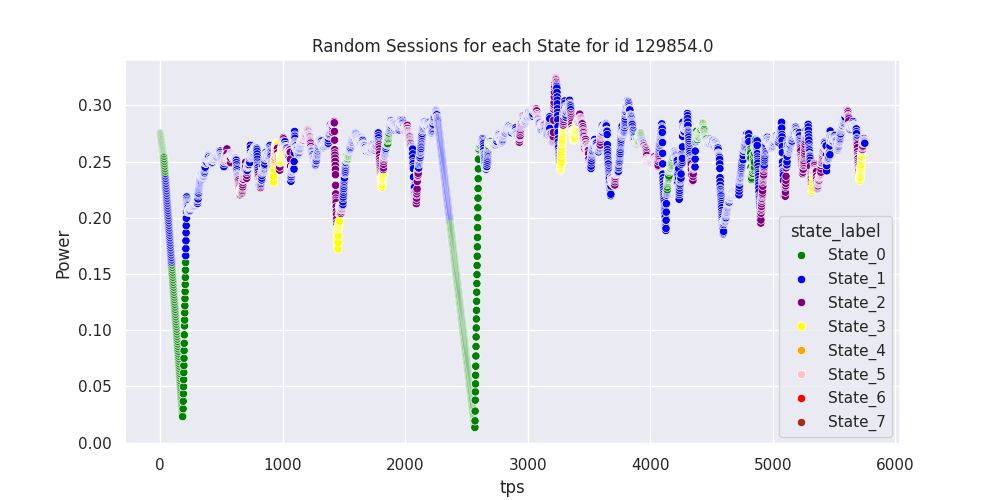 Random Sessions for each State for id 129854.0
Power
0.30
0.25
0.20
0.15
0.10
0.05
0.00
0
1000
2000
3000
4000
5000
6000
tps
state_label
State_0
State_1
State_2
State_3
State_4
State_5
State_6
State_7